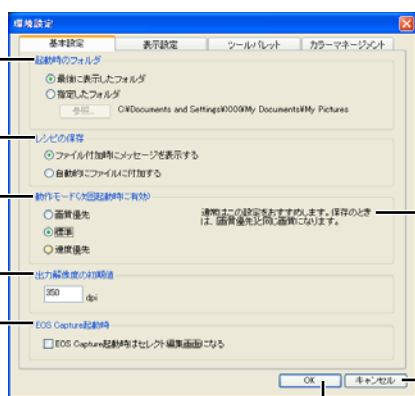 環境設定
基本設定 表示設定 ツールパレット カラーマネージメント
起動時のフォルダ
最後に表示したフォルダ
指定したフォルダ
参照... C:¥Documents and Settings¥0000¥My Documents¥My Pictures
レシピの保存
ファイル付加時にメッセージを表示する
自動的にファイルに付加する
動作モード(次回起動時に有効)
画質優先
標準
速度優先
通常はこの設定をおすすめします。保存のとき
は、[画質優先]と同じ画質になります。
出力解像度の初期値
350 dpi
EOS Capture起動時
EOS Capture起動時はセレクト編集画面になる
OK キャンセル